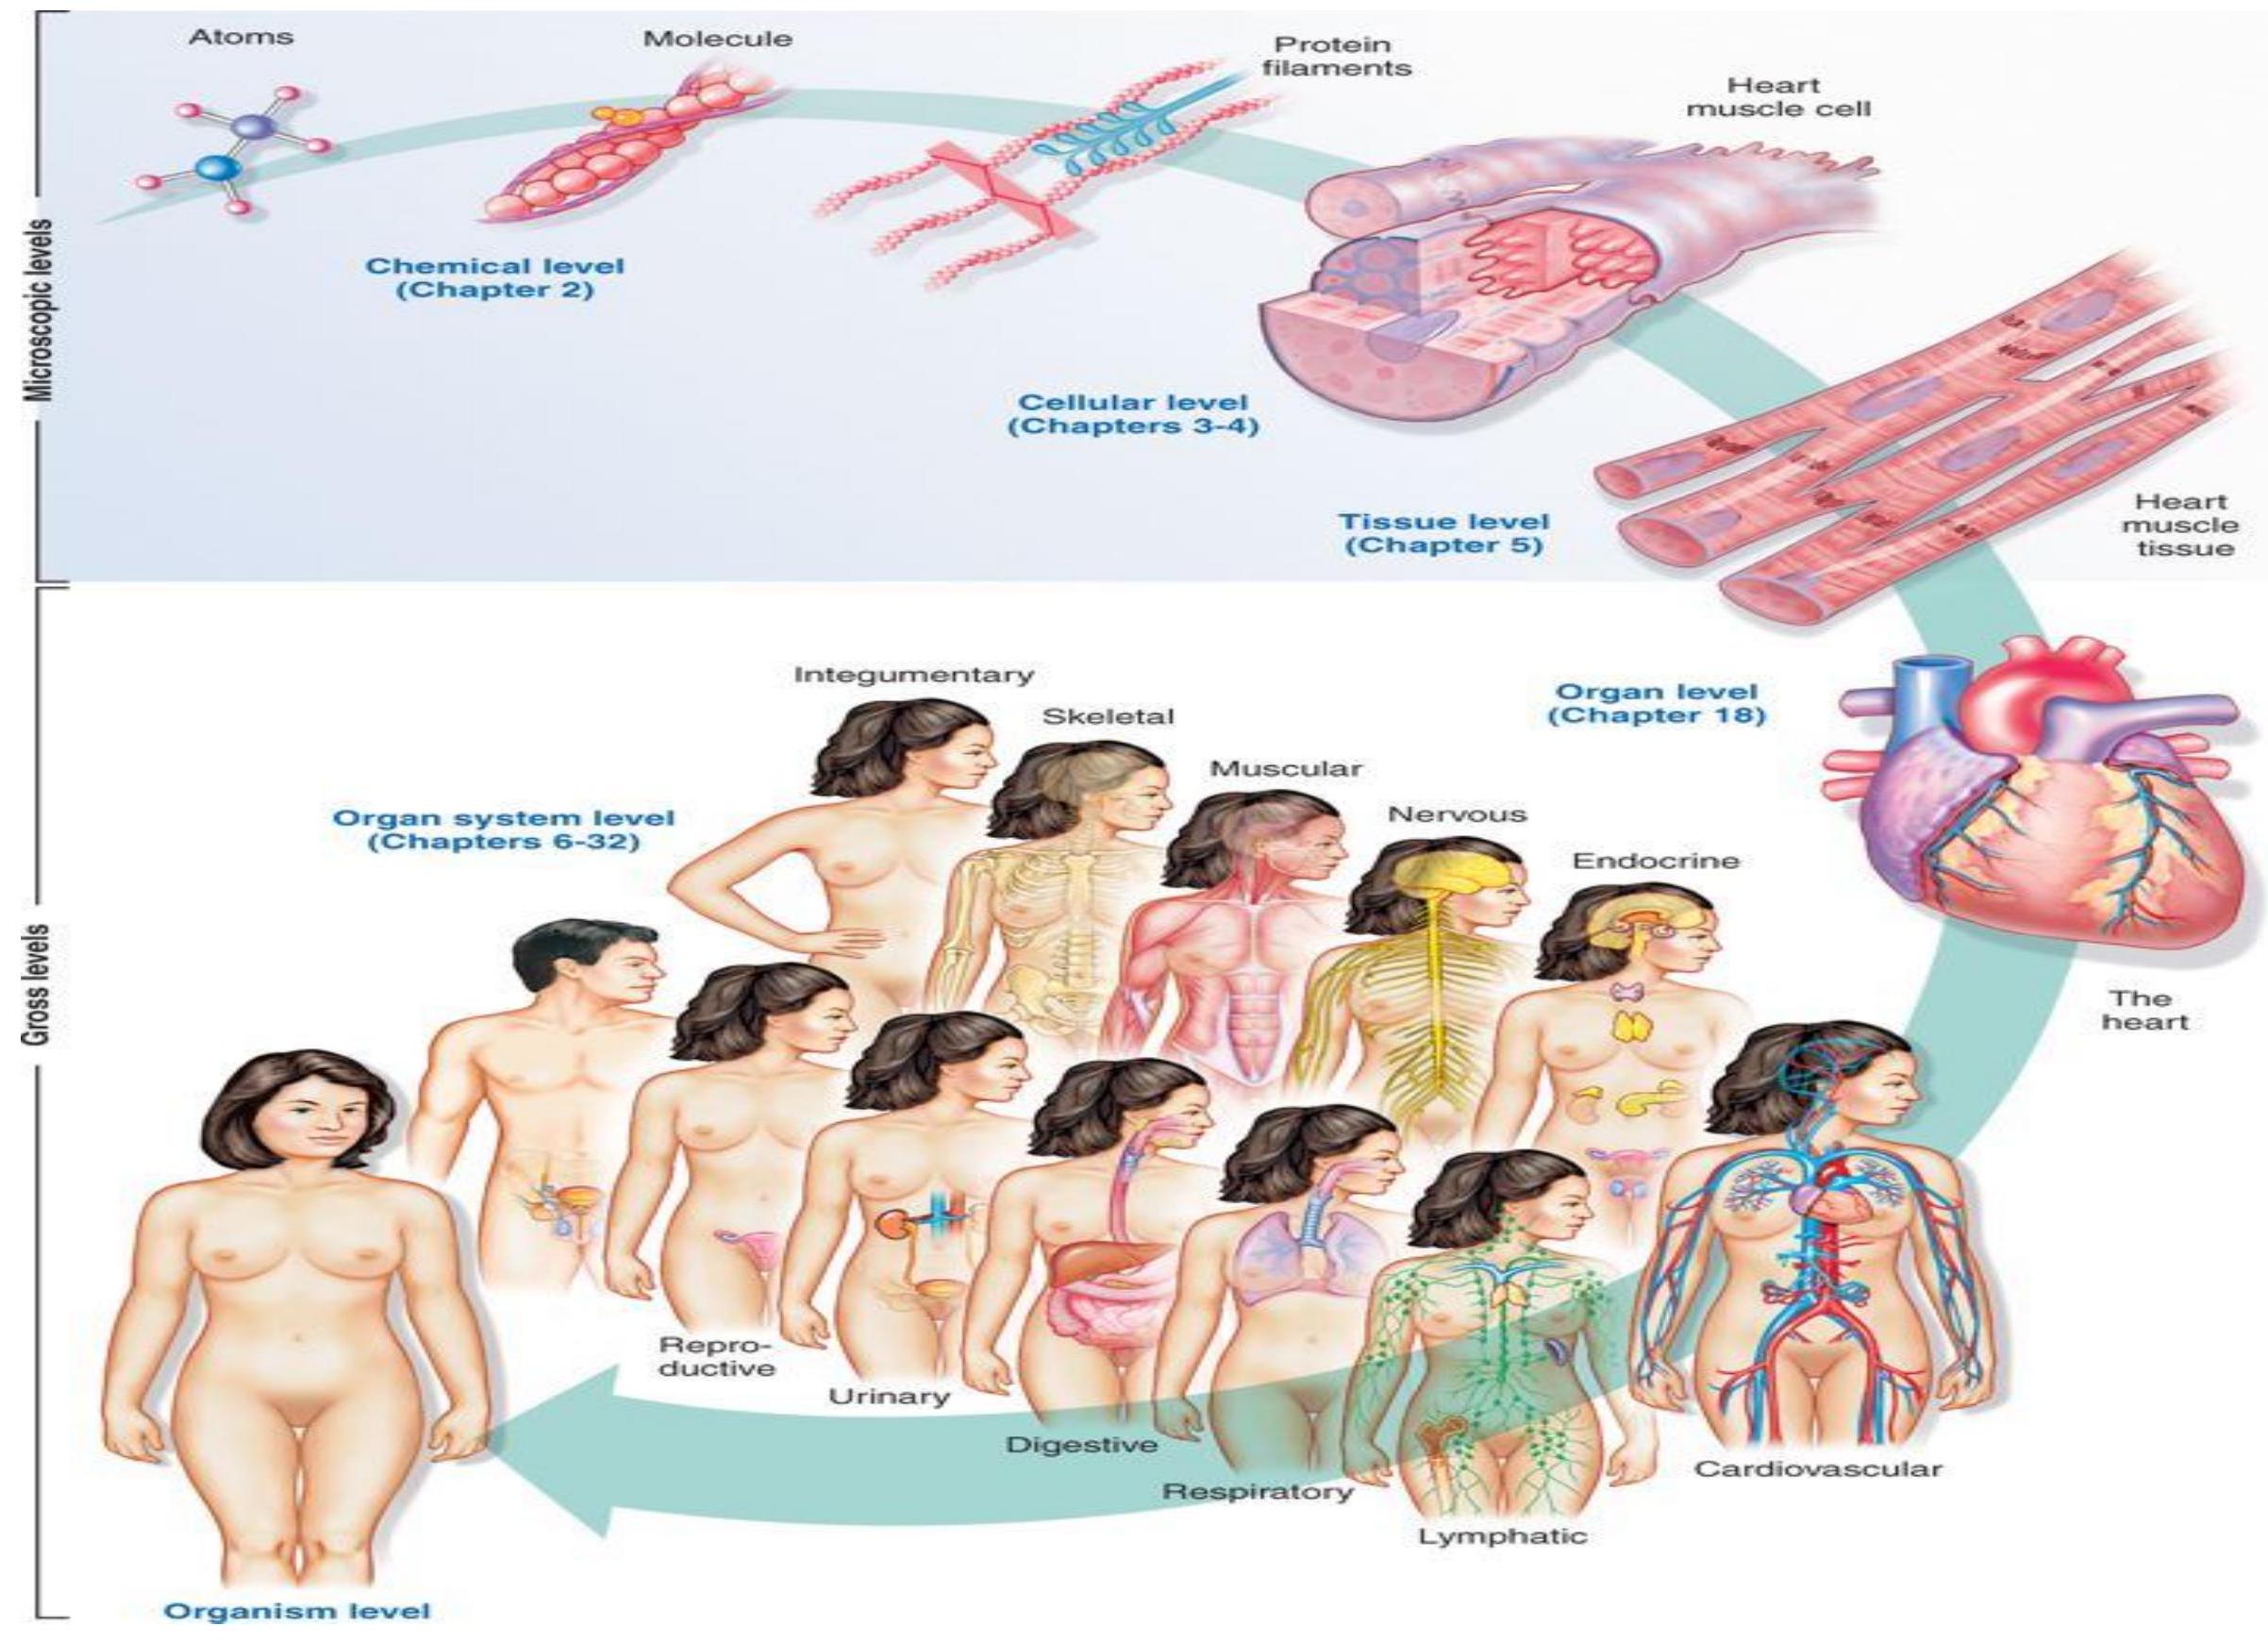 Atoms
Molecule
Protein
filaments
Heart
muscle cell
Chemical level
(Chapter 2)
Microscopic levels
Cellular level
(Chapters 3-4)
Tissue level
(Chapter 5)
Heart
muscle
tissue
Integumentary
Skeletal
Organ level
(Chapter 18)
Muscular
Organ system level
(Chapters 6-32)
Nervous
Endocrine
Gross levels
The
heart
Repro-
ductive
Urinary
Digestive
Respiratory
Cardiovascular
Lymphatic
Organism level